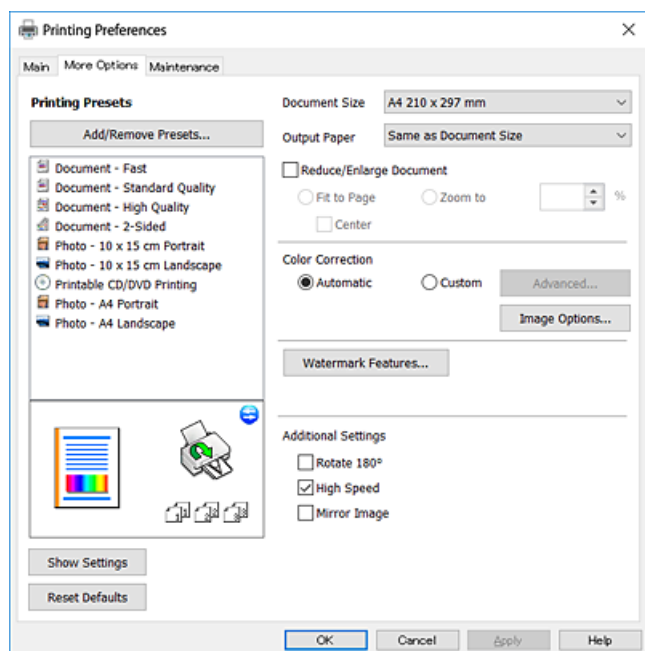 Printing Preferences
Main More Options Maintenance
Printing Presets
Add/Remove Presets...
Document - Fast
Document - Standard Quality
Document - High Quality
Document - 2-Sided
Photo - 10 x 15 cm Portrait
Photo - 10 x 15 cm Landscape
Printable CD/DVD Printing
Photo - A4 Portrait
Photo - A4 Landscape
Show Settings
Reset Defaults
Document Size A4 210 x 297 mm
Output Paper Same as Document Size
Reduce/Enlarge Document
Fit to Page Zoom to %
Center
Color Correction
Automatic Custom Advanced...
Image Options...
Watermark Features...
Additional Settings
Rotate 180°
High Speed
Mirror Image
OK Cancel Apply Help